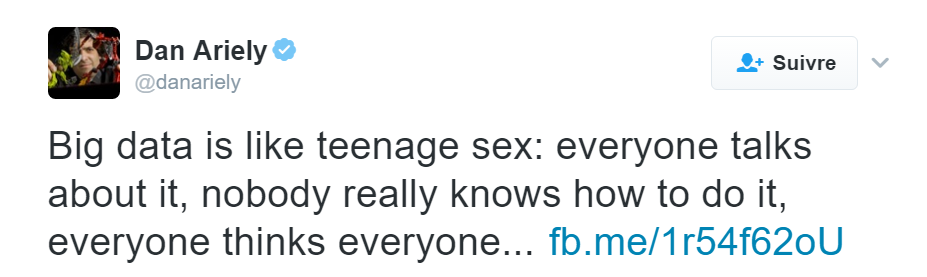 Dan Ariely
@danariely
Suivre
Big data is like teenage sex: everyone talks
about it, nobody really knows how to do it,
everyone thinks everyone... fb.me/1r54f62oU